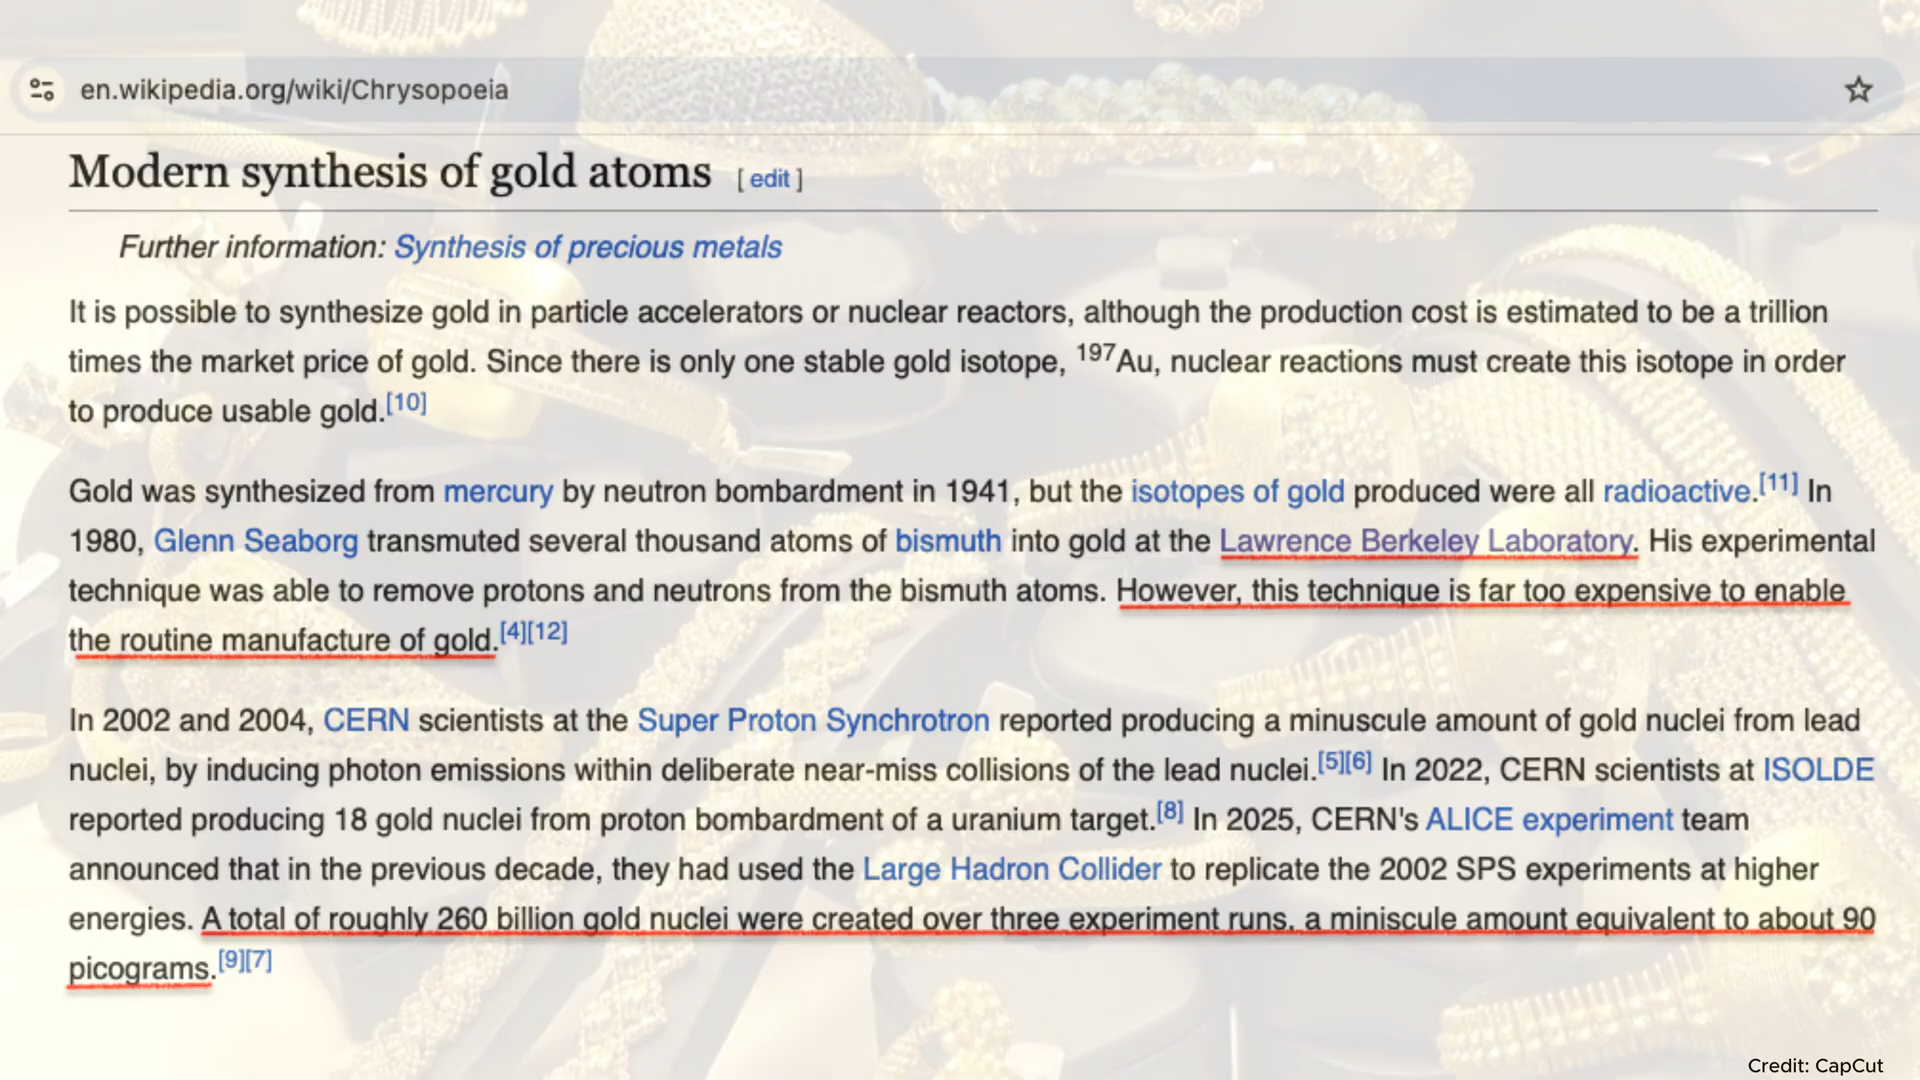 en.wikipedia.org/wiki/Chrysopoeia
Modern synthesis of gold atoms [ edit ]
Further information: Synthesis of precious metals
It is possible to synthesize gold in particle accelerators or nuclear reactors, although the production cost is estimated to be a trillion
times the market price of gold. Since there is only one stable gold isotope, ¹⁹⁷Au, nuclear reactions must create this isotope in order
to produce usable gold.[10]
Gold was synthesized from mercury by neutron bombardment in 1941, but the isotopes of gold produced were all radioactive.[11] In
1980, Glenn Seaborg transmuted several thousand atoms of bismuth into gold at the Lawrence Berkeley Laboratory. His experimental
technique was able to remove protons and neutrons from the bismuth atoms. However, this technique is far too expensive to enable
the routine manufacture of gold.[4][12]
In 2002 and 2004, CERN scientists at the Super Proton Synchrotron reported producing a minuscule amount of gold nuclei from lead
nuclei, by inducing photon emissions within deliberate near-miss collisions of the lead nuclei.[5][6] In 2022, CERN scientists at ISOLDE
reported producing 18 gold nuclei from proton bombardment of a uranium target.[8] In 2025, CERN's ALICE experiment team
announced that in the previous decade, they had used the Large Hadron Collider to replicate the 2002 SPS experiments at higher
energies. A total of roughly 260 billion gold nuclei were created over three experiment runs, a miniscule amount equivalent to about 90
picograms.[9][7]
Credit: CapCut